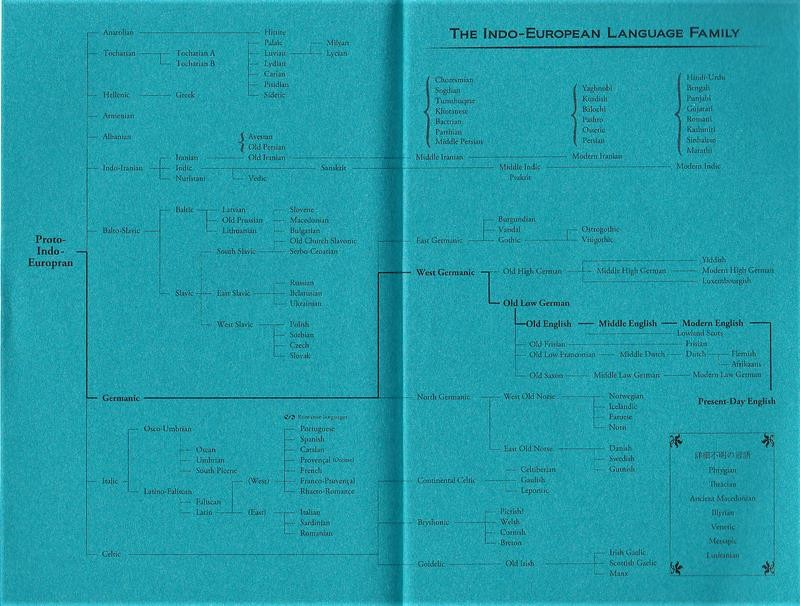 THE INDO-EUROPEAN LANGUAGE FAMILY
Proto-
Indo-
Europran
Anatolian
Hittite
Palaic
Luvian
Milyan
Lycian
Lydian
Carian
Pisidian
Sidetic
Tocharian
Tocharian A
Tocharian B
Hellenic
Greek
Armenian
Albanian
Indo-Iranian
Iranian
Avestan
Old Persian
Old Iranian
Indic
Sanskrit
Nuristani
Vedic
Balto-Slavic
Baltic
Latvian
Old Prussian
Lithuanian
Slavic
South Slavic
Slovene
Macedonian
Bulgarian
Old Church Slavonic
Serbo-Croatian
East Slavic
Russian
Belarusian
Ukrainian
West Slavic
Polish
Sorbian
Czech
Slovak
Germanic
Italic
Osco-Umbrian
Oscan
Umbrian
South Picene
Latino-Faliscan
Faliscan
Latin
(West)
(East)
Romance languages
Portuguese
Spanish
Catalan
Provençal (Occitan)
French
Franco-Provençal
Rhaeto-Romance
Italian
Sardinian
Romanian
Celtic
Chorasmian
Sogdian
Tumshuqese
Khotanese
Bactrian
Parthian
Middle Persian
Middle Iranian
Yaghnobi
Kurdish
Balochi
Pashto
Ossetic
Persian
Modern Iranian
Hindi-Urdu
Bengali
Punjabi
Gujarati
Romani
Kashmiri
Sinhalese
Marathi
Middle Indic
Prakrit
Modern Indic
East Germanic
Burgundian
Vandal
Gothic
Ostrogothic
Visigothic
West Germanic
Old High German
Middle High German
Yiddish
Modern High German
Luxembourgish
Old Low German
Old English
Middle English
Modern English
Lowland Scots
Old Frisian
Frisian
Old Low Franconian
Middle Dutch
Dutch
Flemish
Afrikaans
Old Saxon
Middle Low German
Modern Low German
Present-Day English
North Germanic
West Old Norse
Norwegian
Icelandic
Faroese
Norn
East Old Norse
Danish
Swedish
Gutnish
Continental Celtic
Celtiberian
Gaulish
Lepontic
Brythonic
Pictish?
Welsh
Cornish
Breton
Goidelic
Old Irish
Irish Gaelic
Scottish Gaelic
Manx
詳細不明の言語
Phrygian
Thracian
Ancient Macedonian
Illyrian
Venetic
Messapic
Lusitanian